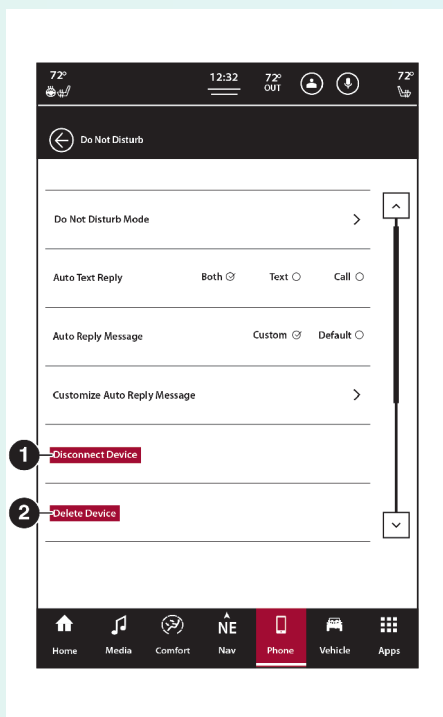 72° 12:32 72° 72°
OUT
Do Not Disturb
Do Not Disturb Mode
Auto Text Reply Both Text Call
Auto Reply Message Custom Default
Customize Auto Reply Message
1 Disconnect Device
2 Delete Device
NE
Home Media Comfort Nav Phone Vehicle Apps